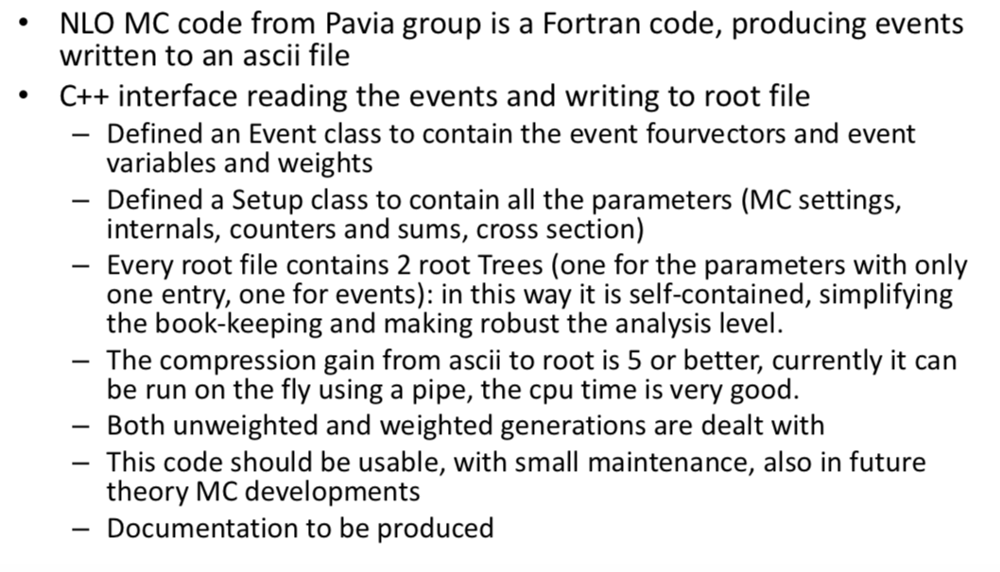 • NLO MC code from Pavia group is a Fortran code, producing events
written to an ascii file
• C++ interface reading the events and writing to root file
– Defined an Event class to contain the event fourvectors and event
variables and weights
– Defined a Setup class to contain all the parameters (MC settings,
internals, counters and sums, cross section)
– Every root file contains 2 root Trees (one for the parameters with only
one entry, one for events): in this way it is self-contained, simplifying
the book-keeping and making robust the analysis level.
– The compression gain from ascii to root is 5 or better, currently it can
be run on the fly using a pipe, the cpu time is very good.
– Both unweighted and weighted generations are dealt with
– This code should be usable, with small maintenance, also in future
theory MC developments
– Documentation to be produced